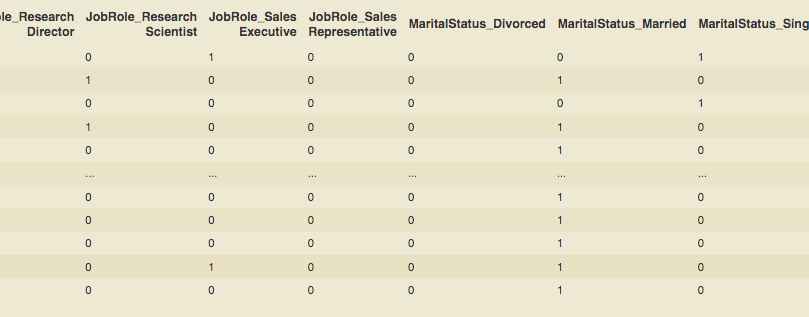 le_Research JobRole_Research JobRole_Sales JobRole_Sales MaritalStatus_Divorced MaritalStatus_Married MaritalStatus_Sing
Director Scientist Executive Representative
0 1 0 0 0 1
1 0 0 0 1 0
0 0 0 0 0 1
1 0 0 0 1 0
0 0 0 0 1 0
... ... ... ... ... ...
0 0 0 0 1 0
0 0 0 0 1 0
0 0 0 0 1 0
0 1 0 0 1 0
0 0 0 0 1 0